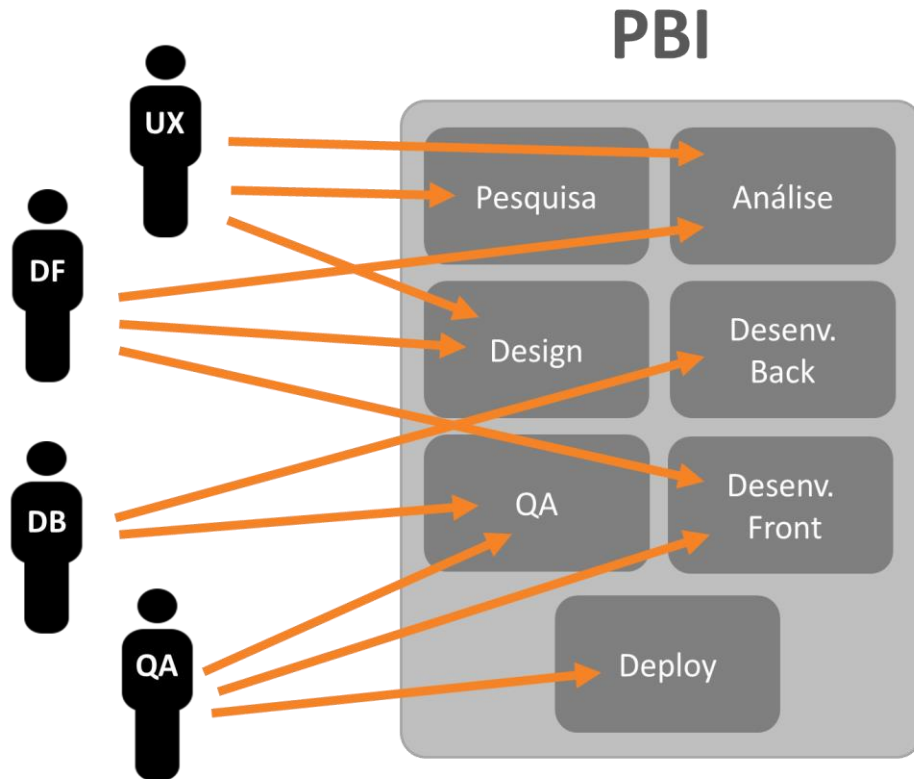 PBI
UX
DF
DB
QA
Pesquisa
Análise
Design
Desenv.
Back
QA
Desenv.
Front
Deploy